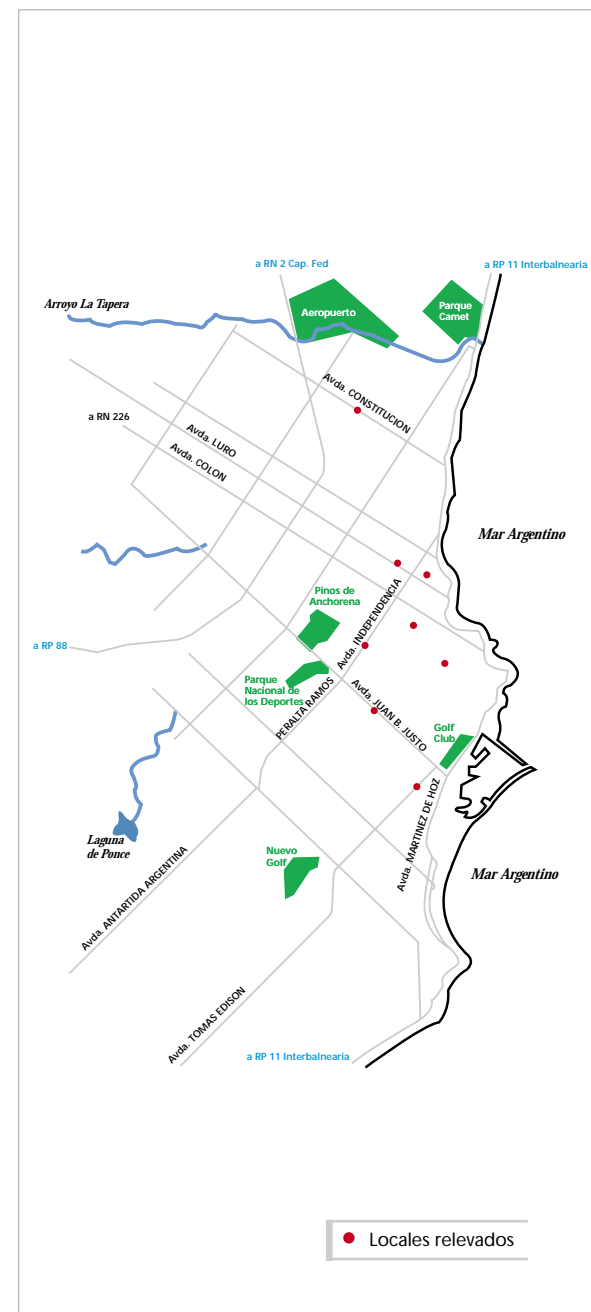 a RN 2 Cap. Fed
a RP 11 Interbalnearia
Arroyo La Tapera
Aeropuerto
Parque
Camet
Avda. CONSTITUCION
a RN 226
Avda. LURO
Avda. COLON
Mar Argentino
Pinos de
Anchorena
Avda. INDEPENDENCIA
a RP 88
Parque
Nacional de
los Deportes
PERALTA RAMOS
Avda. JUAN B. JUSTO
Golf
Club
Avda. MARTINEZ DE HOZ
Laguna
de Ponce
Nuevo
Golf
Mar Argentino
Avda. ANTARTIDA ARGENTINA
Avda. TOMAS EDISON
a RP 11 Interbalnearia
Locales relevados